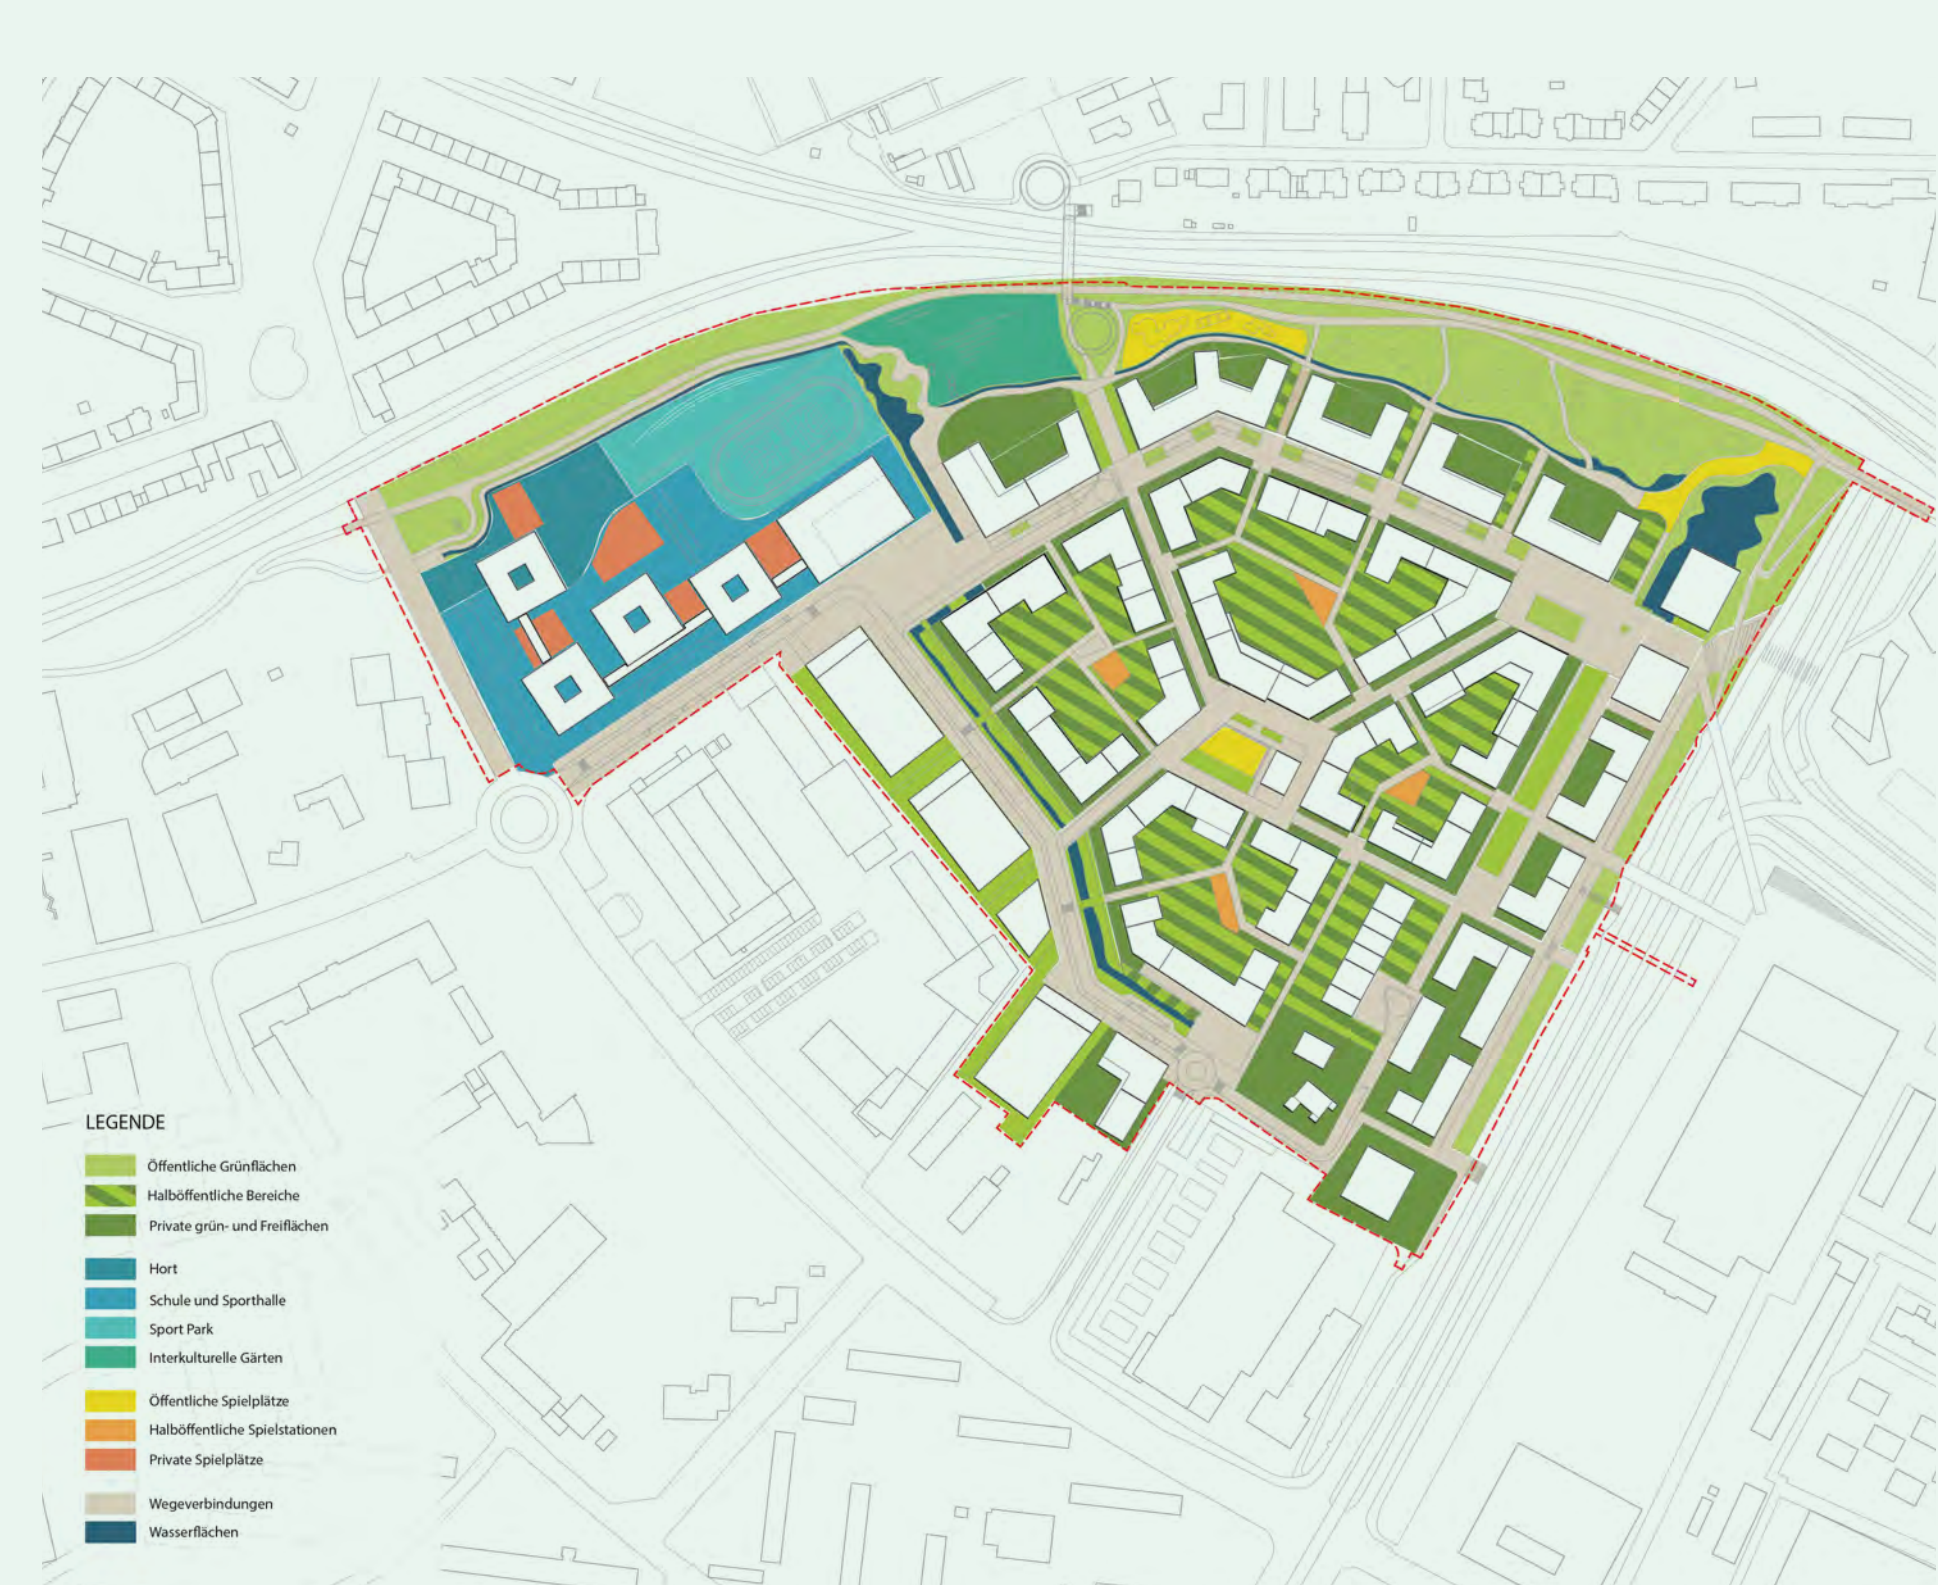 LEGENDE
Öffentliche Grünflächen
Halböffentliche Bereiche
Private grün- und Freiflächen
Hort
Schule und Sporthalle
Sport Park
Interkulturelle Gärten
Öffentliche Spielplätze
Halböffentliche Spielstationen
Private Spielplätze
Wegeverbindungen
Wasserflächen